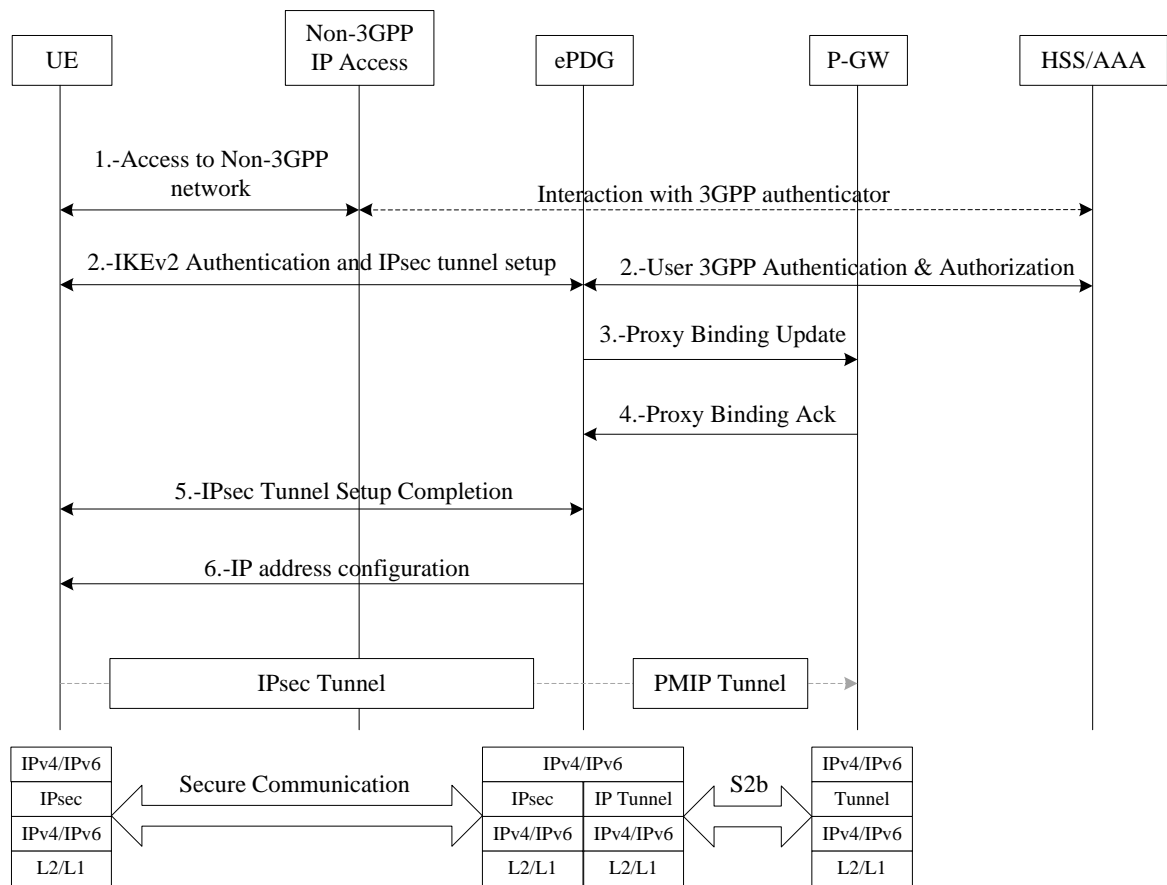 UE
Non-3GPP
IP Access
ePDG
P-GW
HSS/AAA
1.-Access to Non-3GPP
network
Interaction with 3GPP authenticator
2.-IKEv2 Authentication and IPsec tunnel setup
2.-User 3GPP Authentication & Authorization
3.-Proxy Binding Update
4.-Proxy Binding Ack
5.-IPsec Tunnel Setup Completion
6.-IP address configuration
IPsec Tunnel
PMIP Tunnel
IPv4/IPv6
IPsec
IPv4/IPv6
L2/L1
Secure Communication
IPv4/IPv6
IPsec
IP Tunnel
IPv4/IPv6
IPv4/IPv6
L2/L1
L2/L1
S2b
IPv4/IPv6
Tunnel
IPv4/IPv6
L2/L1